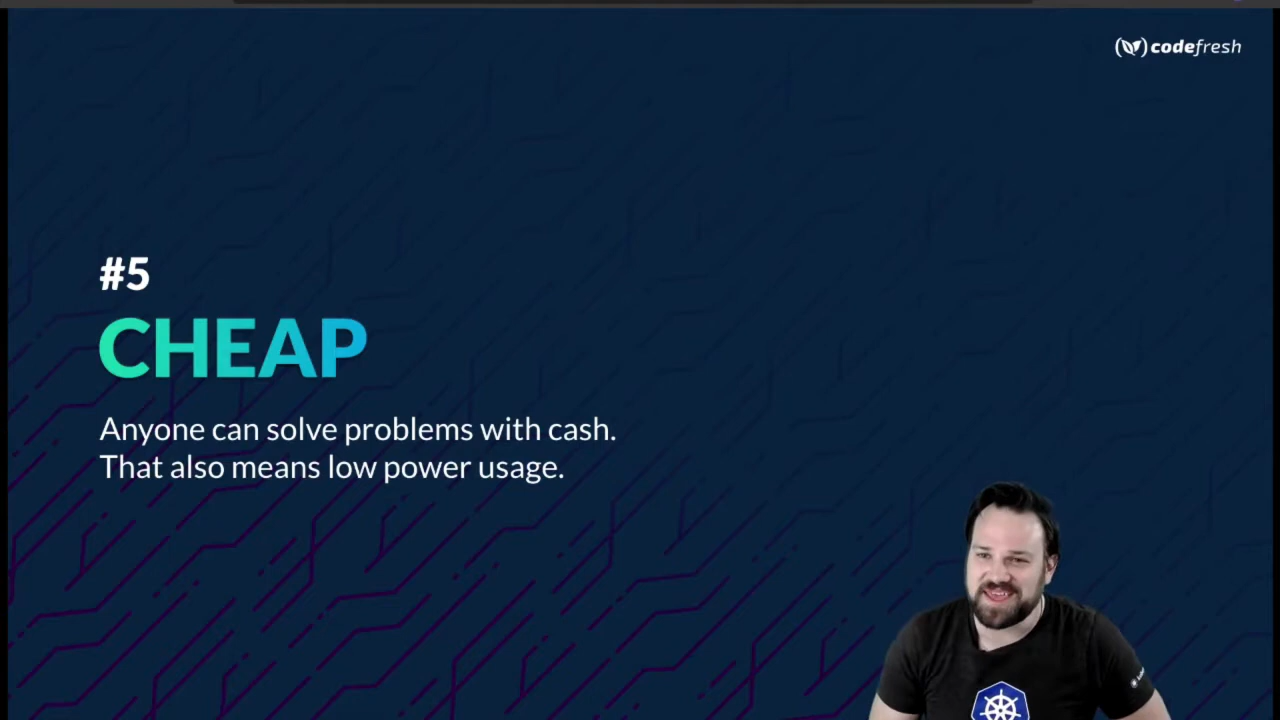 codefresh
#5
CHEAP
Anyone can solve problems with cash.
That also means low power usage.